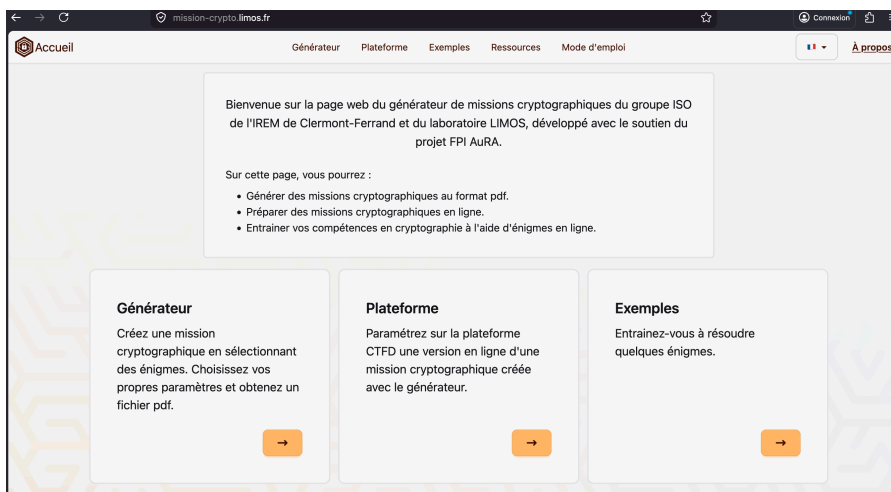 mission-crypto.limos.fr
Connexion
Accueil
Générateur
Plateforme
Exemples
Ressources
Mode d'emploi
À propos
Bienvenue sur la page web du générateur de missions cryptographiques du groupe ISO
de l'IREM de Clermont-Ferrand et du laboratoire LIMOS, développé avec le soutien du
projet FPI AuRA.
Sur cette page, vous pourrez :
• Générer des missions cryptographiques au format pdf.
• Préparer des missions cryptographiques en ligne.
• Entrainer vos compétences en cryptographie à l'aide d'énigmes en ligne.
Générateur
Créez une mission
cryptographique en sélectionnant
des énigmes. Choisissez vos
propres paramètres et obtenez un
fichier pdf.
→
Plateforme
Paramétrez sur la plateforme
CTFD une version en ligne d'une
mission cryptographique créée
avec le générateur.
→
Exemples
Entrainez-vous à résoudre
quelques énigmes.
→